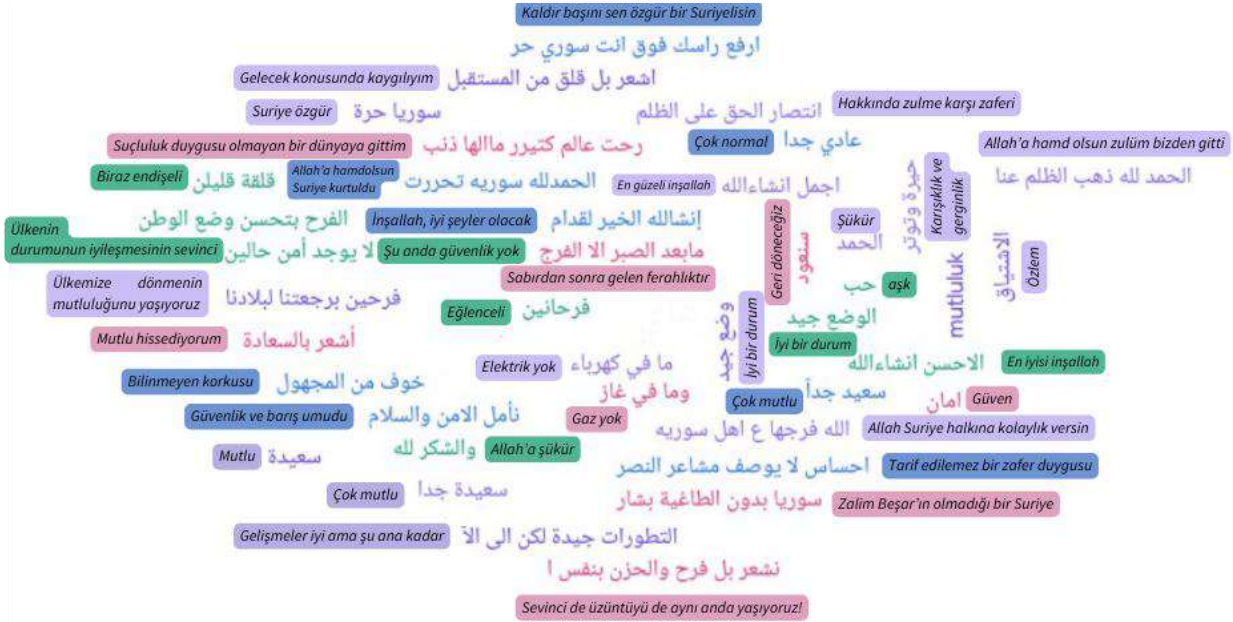 Kaldır başını sen özgür bir Suriyelisin
ارفع راسك فوق انت سوري حر
Gelecek konusunda kaygılıyım
اشعر بل قلق من المستقبل
Suriye özgür
سوريا حرة
انتصار الحق على الظلم
Hakkında zulme karşı zaferi
Suçluluk duygusu olmayan bir dünyaya gittim
رحت عالم كتيرر ماالها ذنب
Çok normal
عادي جدا
Allah'a hamd olsun zulüm bizden gitti
الحمد لله ذهب الظلم عنا
Biraz endişeli
قلقة قليلن
Allah'a hamdolsun
Suriye kurtuldu
الحمدلله سوريه تحررت
En güzeli inşallah
اجمل انشاءالله
حيرة وتوتر
Karışıklık ve
gerginlik
Ülkenin
durumunun iyileşmesinin sevinci
الفرح بتحسن وضع الوطن
İnşallah, iyi şeyler olacak
إنشالله الخير لقدام
Şükür
الحمد
لا يوجد أمن حالين
Şu anda güvenlik yok
مابعد الصبر الا الفرج
Sabırdan sonra gelen ferahlıktır
Geri döneceğiz
سنعود
mutluluk
الاشتياق
Özlem
Ülkemize dönmenin
mutluluğunu yaşıyoruz
فرحين برجعتنا لبلادنا
Eğlenceli
فرحانين
حب
aşk
وضع جيد
İyi bir durum
الوضع جيد
İyi bir durum
Mutlu hissediyorum
أشعر بالسعادة
Elektrik yok
ما في كهرباء
الاحسن انشاءالله
En iyisi inşallah
Bilinmeyen korkusu
خوف من المجهول
وما في غاز
Gaz yok
Çok mutlu
سعيد جدأ
امان
Güven
Güvenlik ve barış umudu
نأمل الامن والسلام
الله فرجها ع اهل سوريه
Allah Suriye halkına kolaylık versin
Mutlu
سعيدة
والشكر لله
Allah'a şükür
احساس لا يوصف مشاعر النصر
Tarif edilemez bir zafer duygusu
Çok mutlu
سعيدة جدا
سوريا بدون الطاغية بشار
Zalim Beşar'ın olmadığı bir Suriye
Gelişmeler iyi ama şu ana kadar
التطورات جيدة لكن الى الآ
نشعر بل فرح والحزن بنفس ا
Sevinci de üzüntüyü de aynı anda yaşıyoruz!